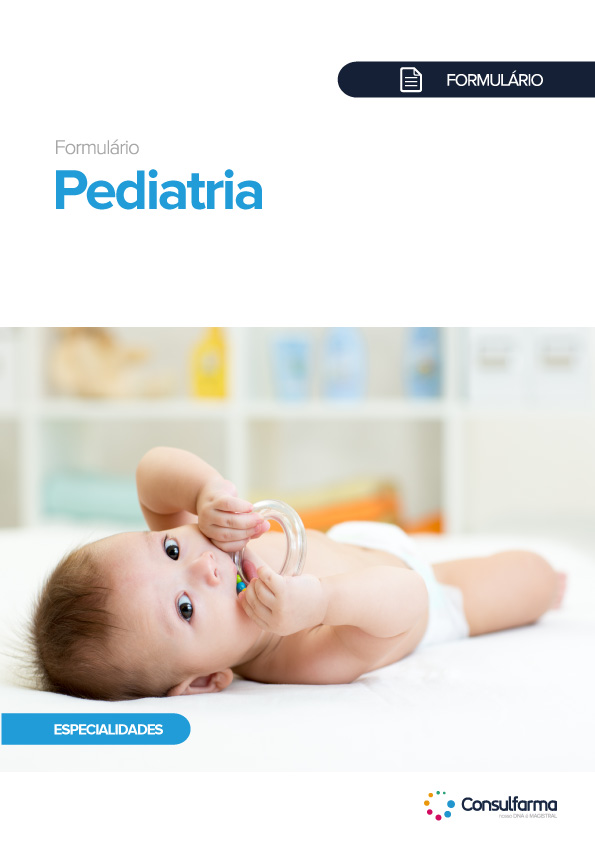 FORMULÁRIO
Formulário
Pediatria
ESPECIALIDADES
Consulfarma
nosso DNA é MAGISTRAL